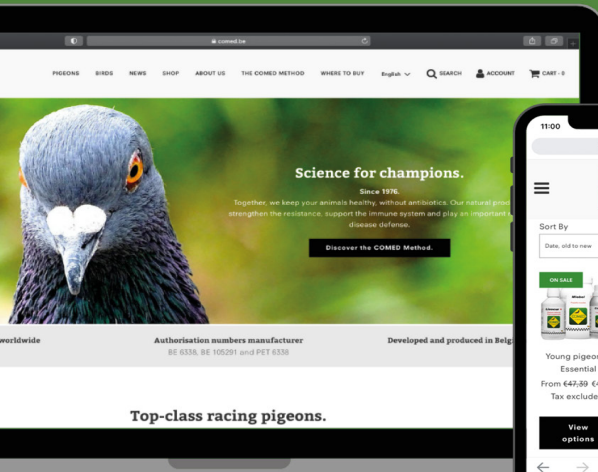 comed.be
PIGEONS BIRDS NEWS SHOP ABOUT US THE COMED METHOD WHERE TO BUY English SEARCH ACCOUNT CART - 0
Science for champions.
Since 1976.
Together, we keep your animals healthy, without antibiotics. Our natural prod
strengthen the resistance, support the immune system and play an important
disease defense.
Discover the COMED Method.
worldwide
Authorisation numbers manufacturer
BE 6338, BE 105291 and PET 6338
Developed and produced in Belg
Top-class racing pigeons.
11:00
Sort By
Date, old to new
ON SALE
Young pigeon
Essential
From €47,39 €4
Tax exclude
View
options